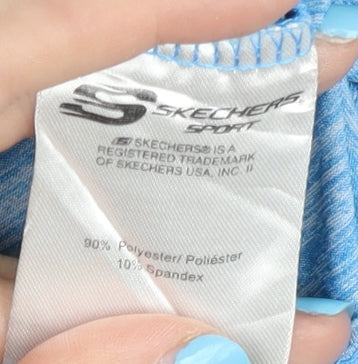 SKECHERS®
SPORT
S SKECHERS® IS A
REGISTERED TRADEMARK
OF SKECHERS USA, INC. II
90% Polyester/ Poliéster
10% Spandex